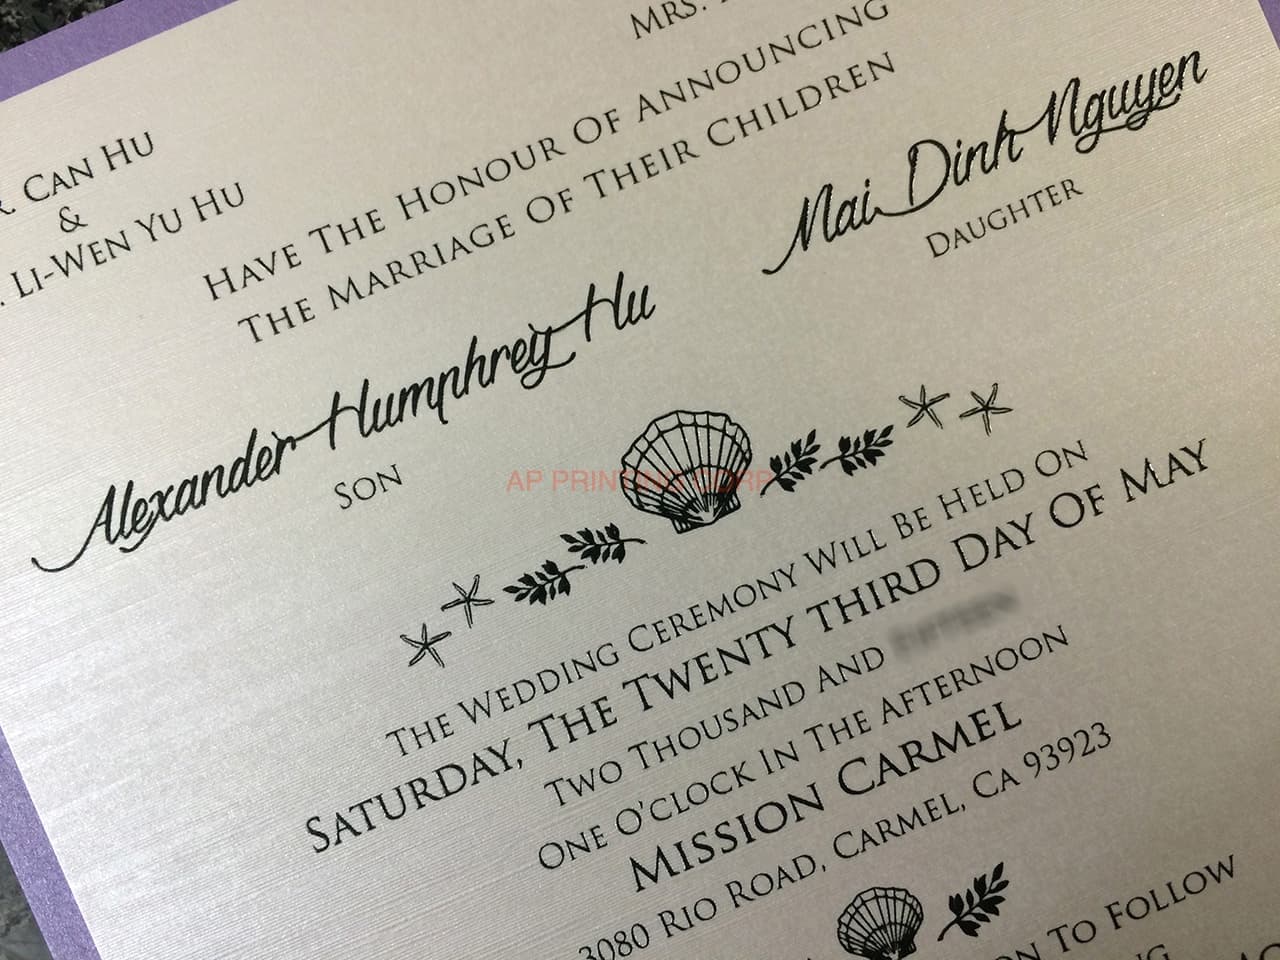 Mrs.
Can Hu
&
Li-Wen Yu Hu
Have The Honour Of Announcing
The Marriage Of Their Children
Alexander Humphrey Hu
Son
Mai Dinh Nguyen
Daughter
AP PRINTING CORP
The Wedding Ceremony Will Be Held On
Saturday, The Twenty third Day Of May
Two Thousand and
One O'clock In The Afternoon
Mission Carmel
3080 Rio Road, Carmel, CA 93923
To Follow